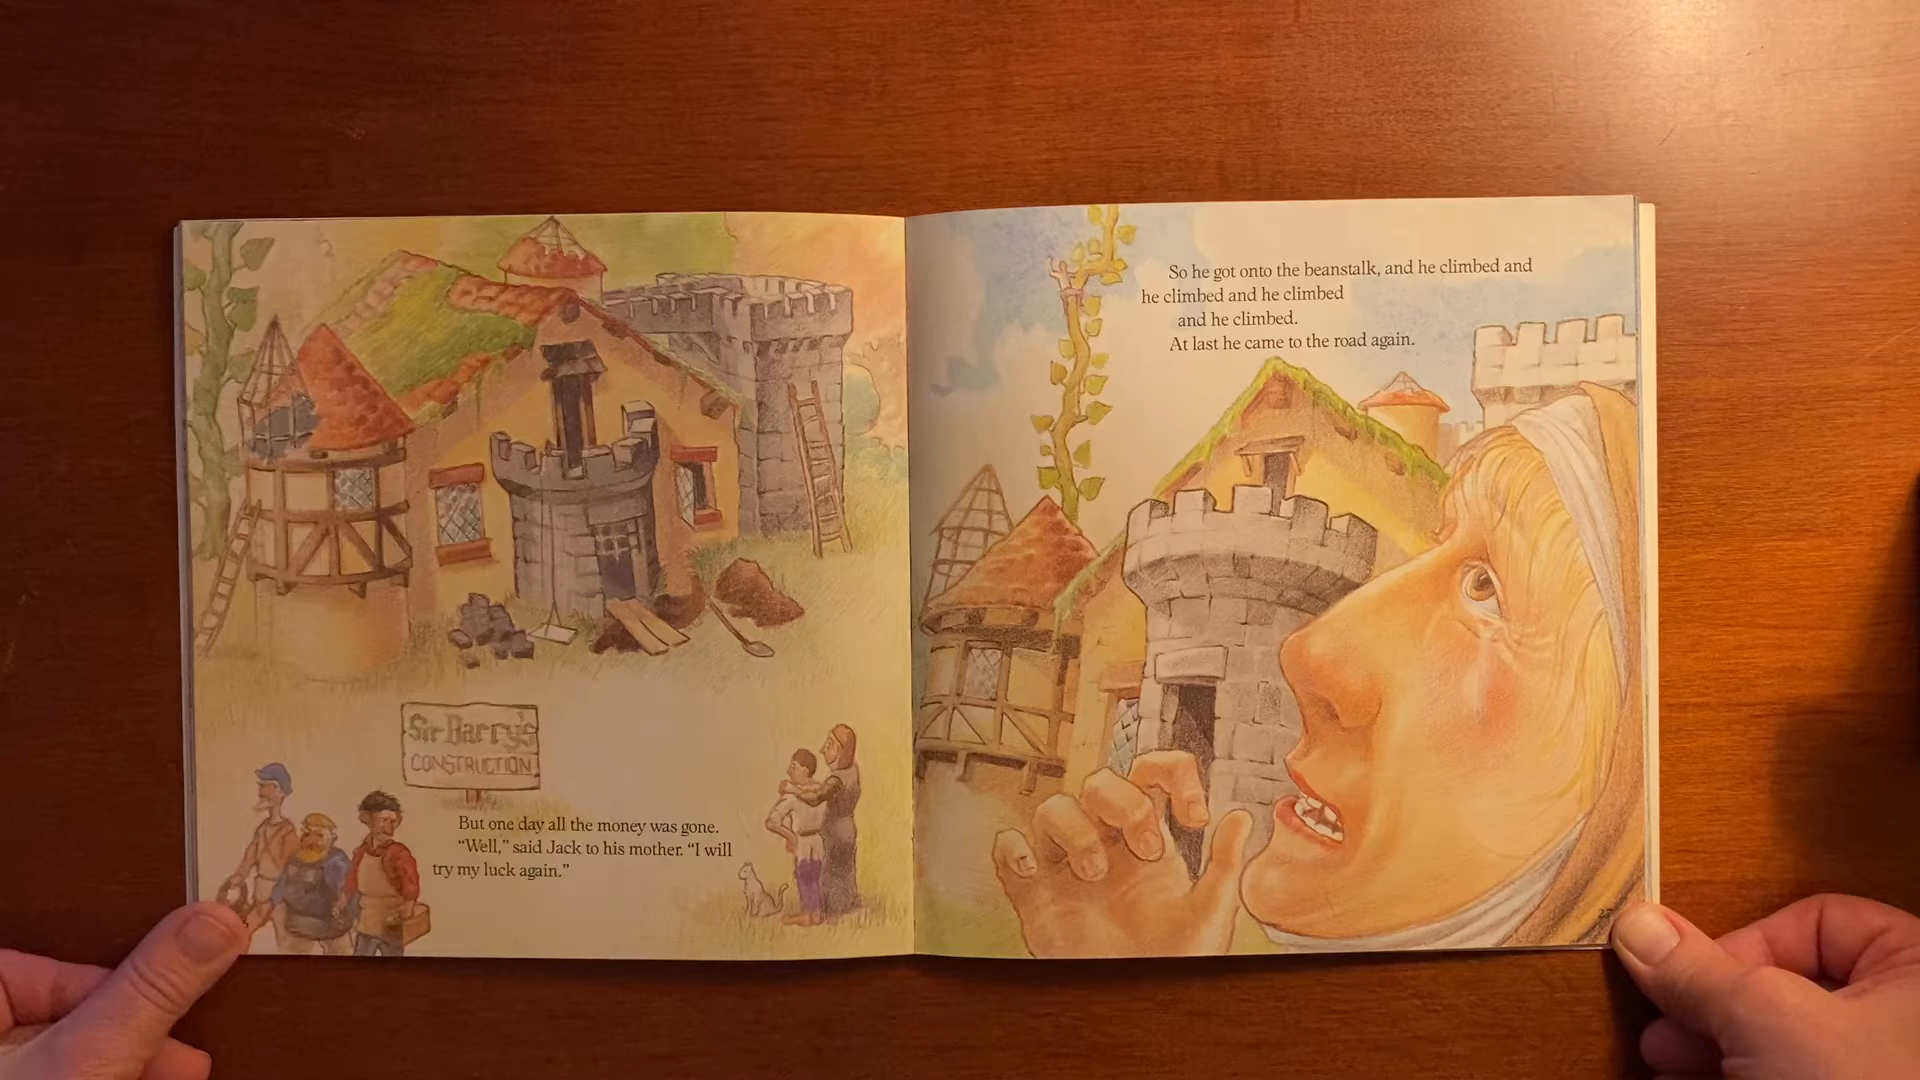 Sir Barry's
CONSTRUCTION
But one day all the money was gone.
“Well,” said Jack to his mother. “I will
try my luck again.”
So he got onto the beanstalk, and he climbed and
he climbed and he climbed
and he climbed.
At last he came to the road again.